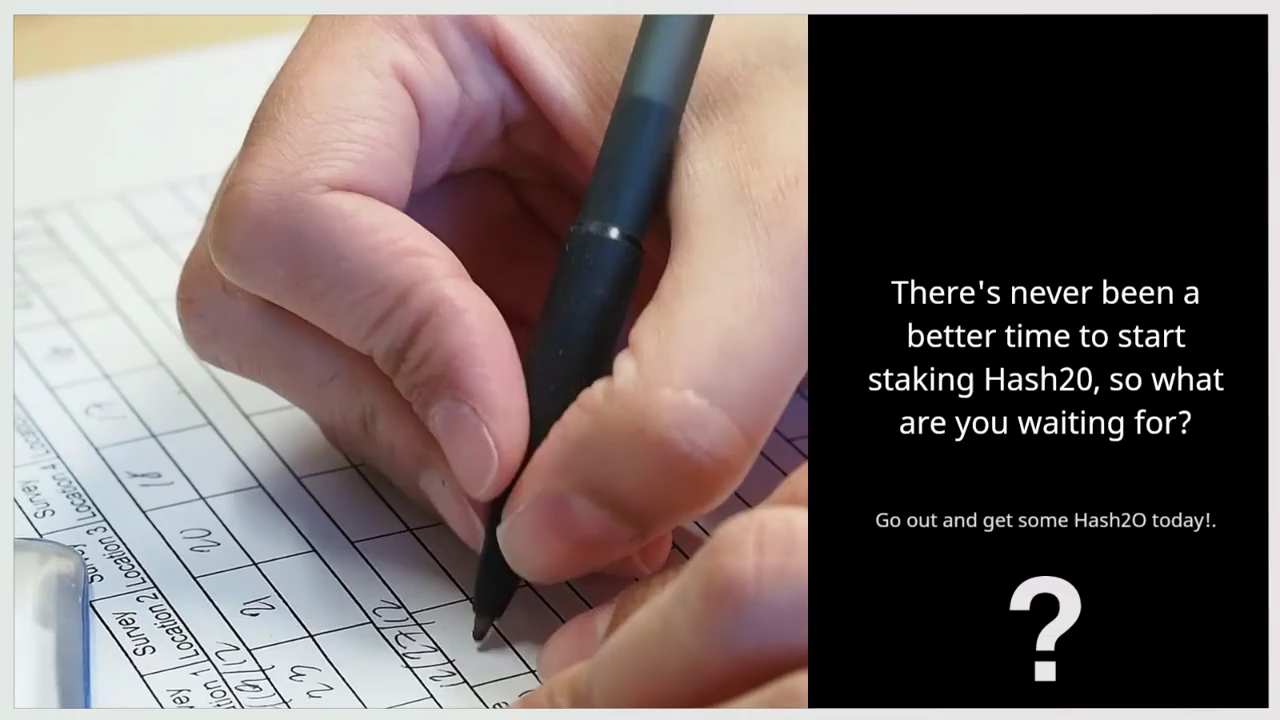 There's never been a
better time to start
staking Hash20, so what
are you waiting for?
Go out and get some Hash2O today!.
?
Survey
Location 4
Survey
Location 3
Survey
Location 2
Location 1